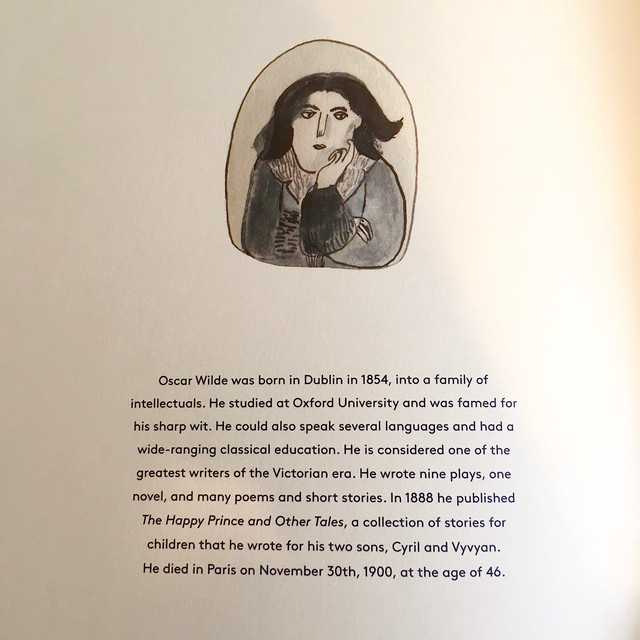 Oscar Wilde was born in Dublin in 1854, into a family of
intellectuals. He studied at Oxford University and was famed for
his sharp wit. He could also speak several languages and had a
wide-ranging classical education. He is considered one of the
greatest writers of the Victorian era. He wrote nine plays, one
novel, and many poems and short stories. In 1888 he published
The Happy Prince and Other Tales, a collection of stories for
children that he wrote for his two sons, Cyril and Vyvyan.
He died in Paris on November 30th, 1900, at the age of 46.